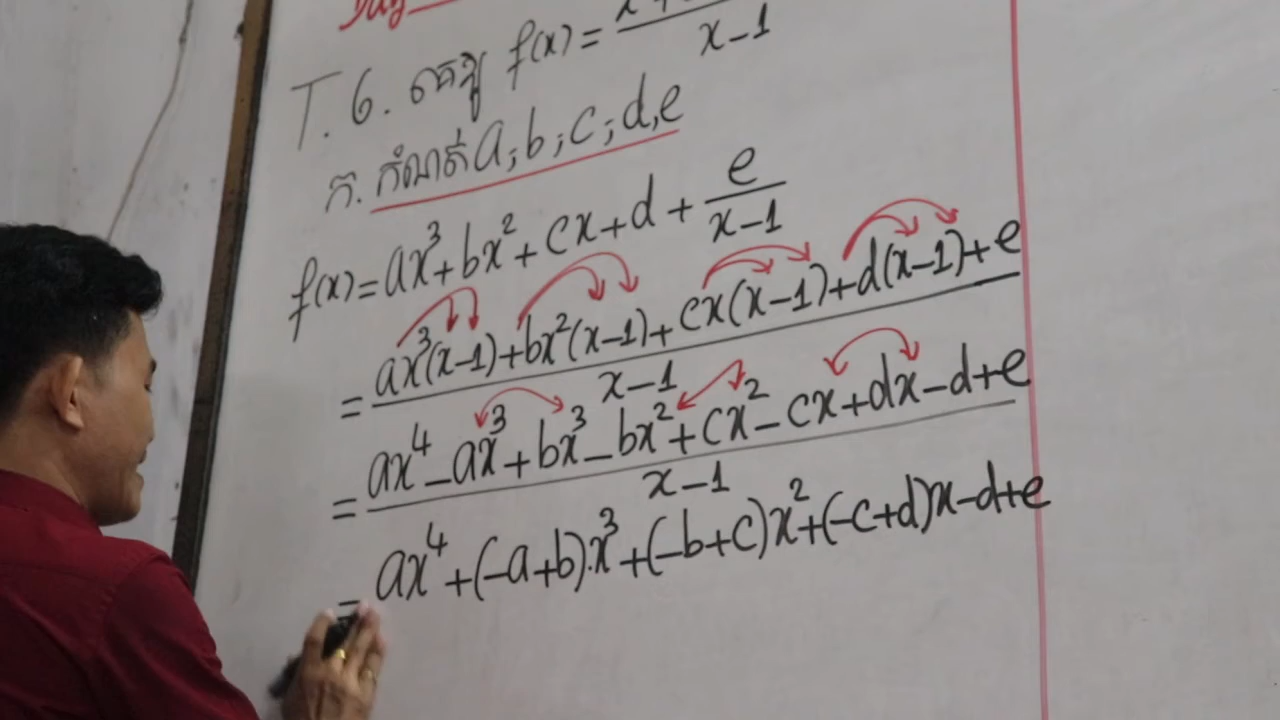 Day
T.6. គេឱ្យ f(x) = / x-1
ក. កំណត់ a; b; c; d, e
f(x) = ax³ + bx² + cx + d + e/(x-1)
= ax³(x-1) + bx²(x-1) + cx(x-1) + d(x-1) + e / x-1
= ax⁴ - ax³ + bx³ - bx² + cx² - cx + dx - d + e / x-1
= ax⁴ + (-a+b).x³ + (-b+c)x² + (-c+d)x - d + e